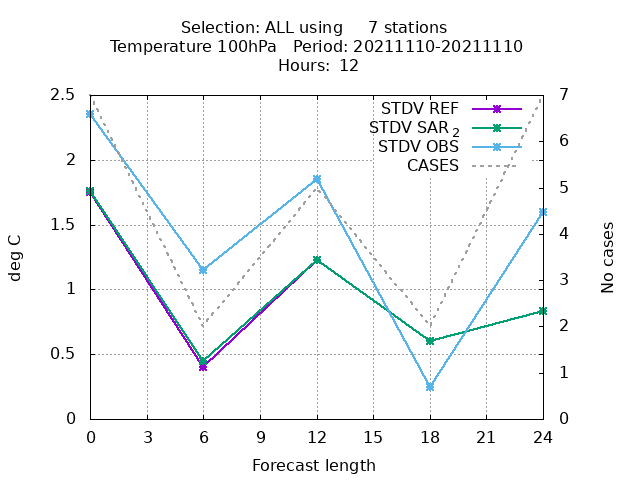 Selection: ALL using     7 stations
Temperature 100hPa   Period: 20211110-20211110
Hours: 12
STDV REF
STDV SAR2
STDV OBS
CASES
2.5
2
1.5
1
0.5
0
deg C
7
6
5
4
3
2
1
0
No cases
0 3 6 9 12 15 18 21 24
Forecast length